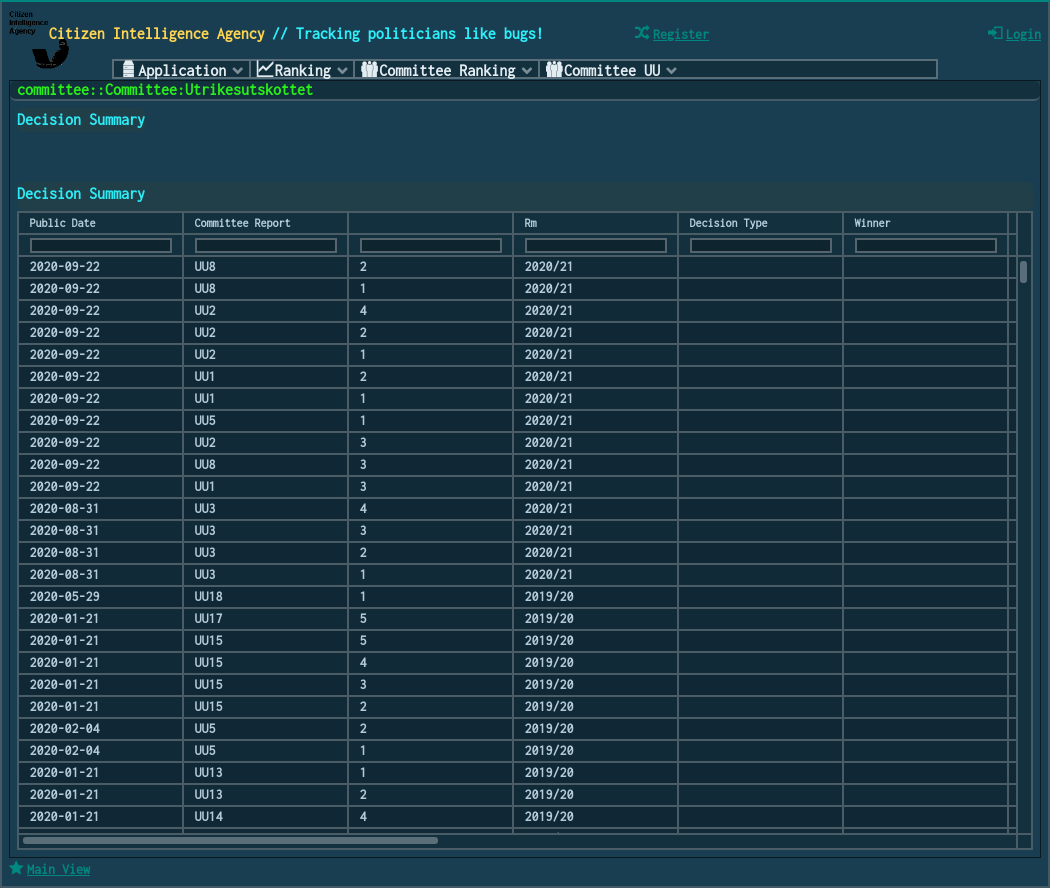 Citizen
Intelligence
Agency
Citizen Intelligence Agency // Tracking politicians like bugs!
Register
Login
Application Ranking Committee Ranking Committee UU
committee::Committee:Utrikesutskottet
Decision Summary
Decision Summary
Public Date Committee Report Rm Decision Type Winner
2020-09-22 UU8 2 2020/21
2020-09-22 UU8 1 2020/21
2020-09-22 UU2 4 2020/21
2020-09-22 UU2 2 2020/21
2020-09-22 UU2 1 2020/21
2020-09-22 UU1 2 2020/21
2020-09-22 UU1 1 2020/21
2020-09-22 UU5 1 2020/21
2020-09-22 UU2 3 2020/21
2020-09-22 UU8 3 2020/21
2020-09-22 UU1 3 2020/21
2020-08-31 UU3 4 2020/21
2020-08-31 UU3 3 2020/21
2020-08-31 UU3 2 2020/21
2020-08-31 UU3 1 2020/21
2020-05-29 UU18 1 2019/20
2020-01-21 UU17 5 2019/20
2020-01-21 UU15 5 2019/20
2020-01-21 UU15 4 2019/20
2020-01-21 UU15 3 2019/20
2020-01-21 UU15 2 2019/20
2020-02-04 UU5 2 2019/20
2020-02-04 UU5 1 2019/20
2020-01-21 UU13 1 2019/20
2020-01-21 UU13 2 2019/20
2020-01-21 UU14 4 2019/20
Main View